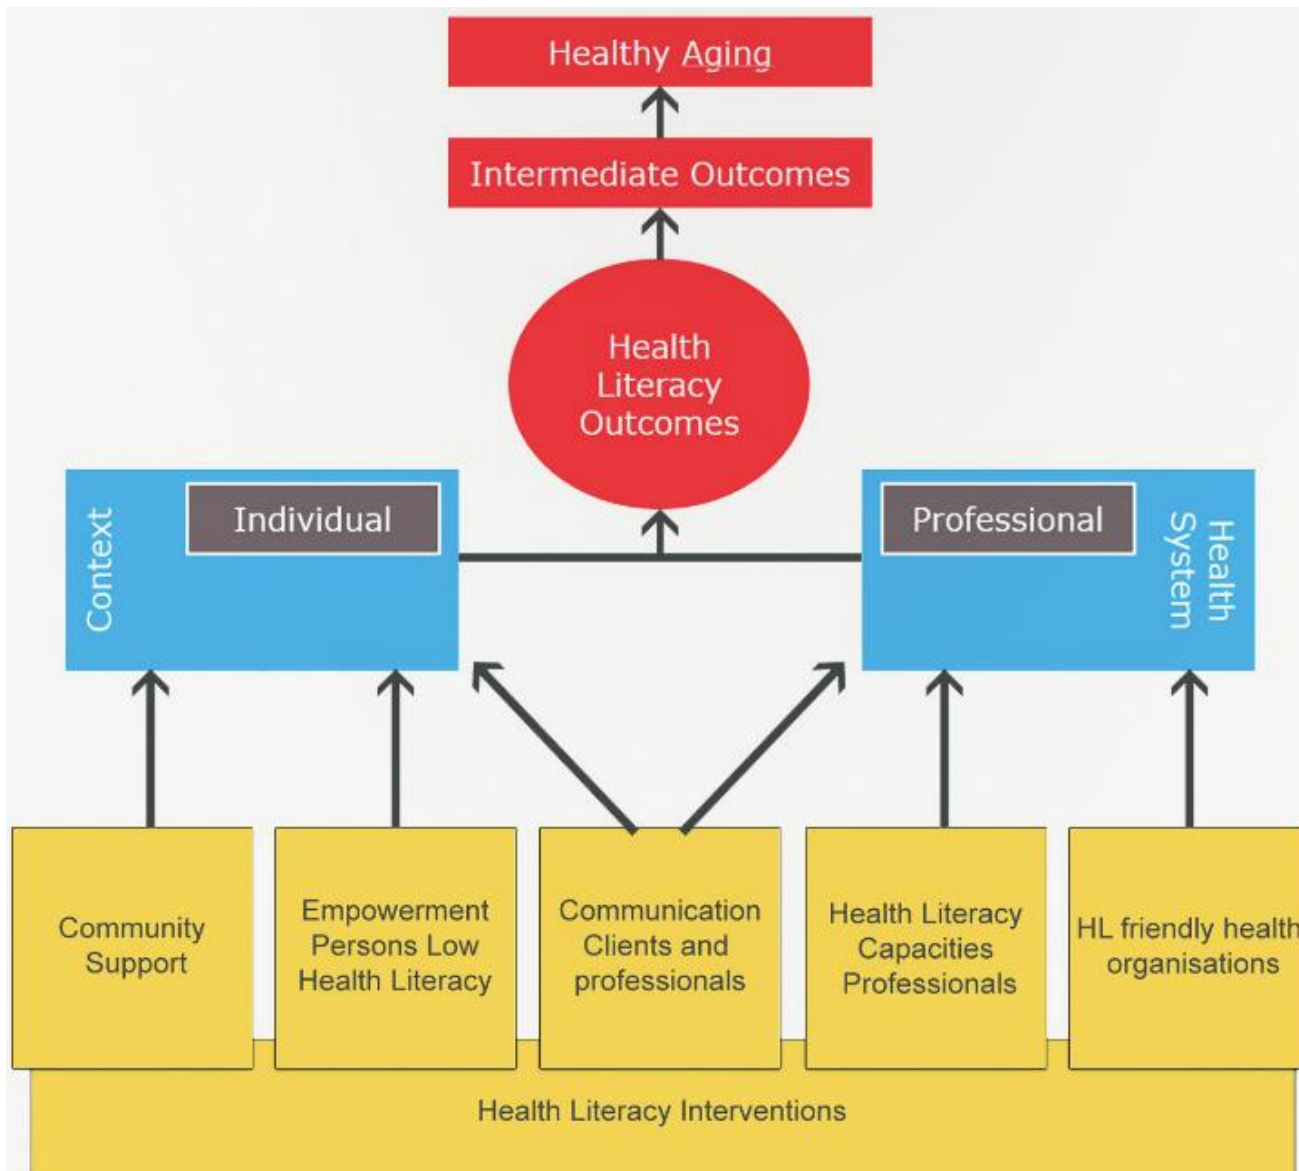 Healthy Aging
Intermediate Outcomes
Health
Literacy
Outcomes
Context
Individual
Professional
Health
System
Community
Support
Empowerment
Persons Low
Health Literacy
Communication
Clients and
professionals
Health Literacy
Capacities
Professionals
HL friendly health
organisations
Health Literacy Interventions